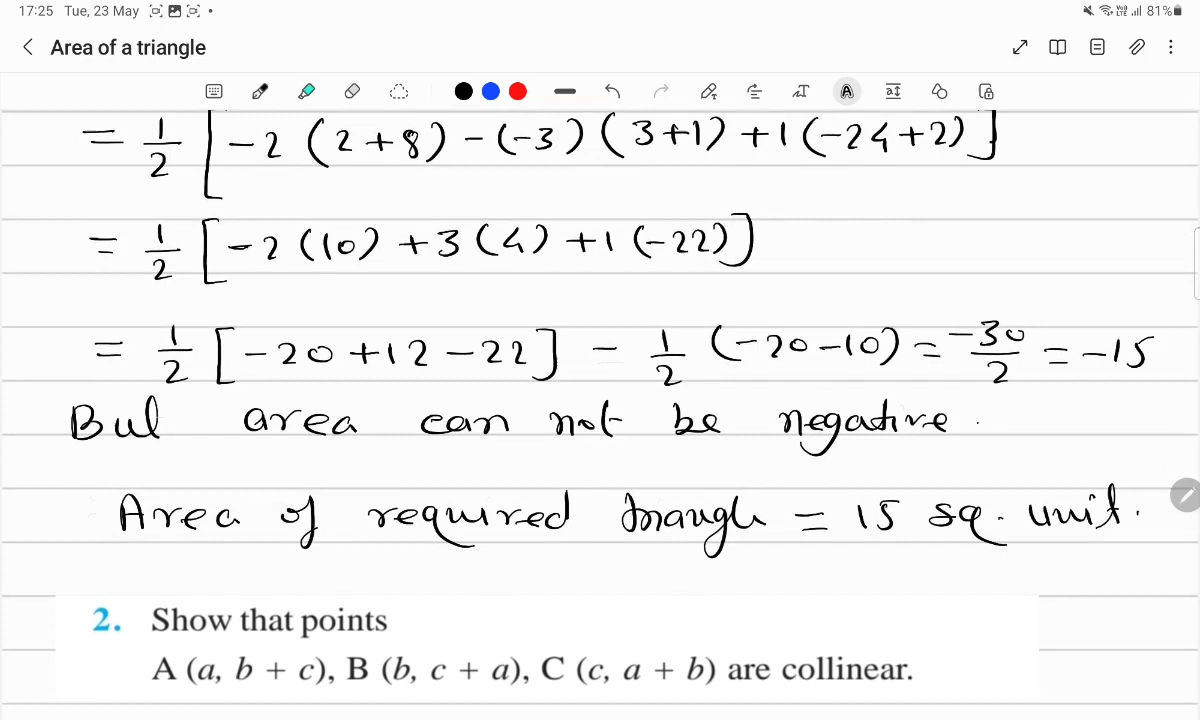 17:25 Tue, 23 May 81%
Area of a triangle
= 1/2 [-2 (2+8) - (-3) (3+1) +1 (-24+2)]
= 1/2 [-2 (10) +3 (4) +1 (-22)]
= 1/2 [-20 +12 -22] - 1/2 (-20-10) = -30/2 = -15
Bul area can not be negative.
Area of required triangle = 15 sq. unit.
2. Show that points
A (a, b + c), B (b, c + a), C (c, a + b) are collinear.